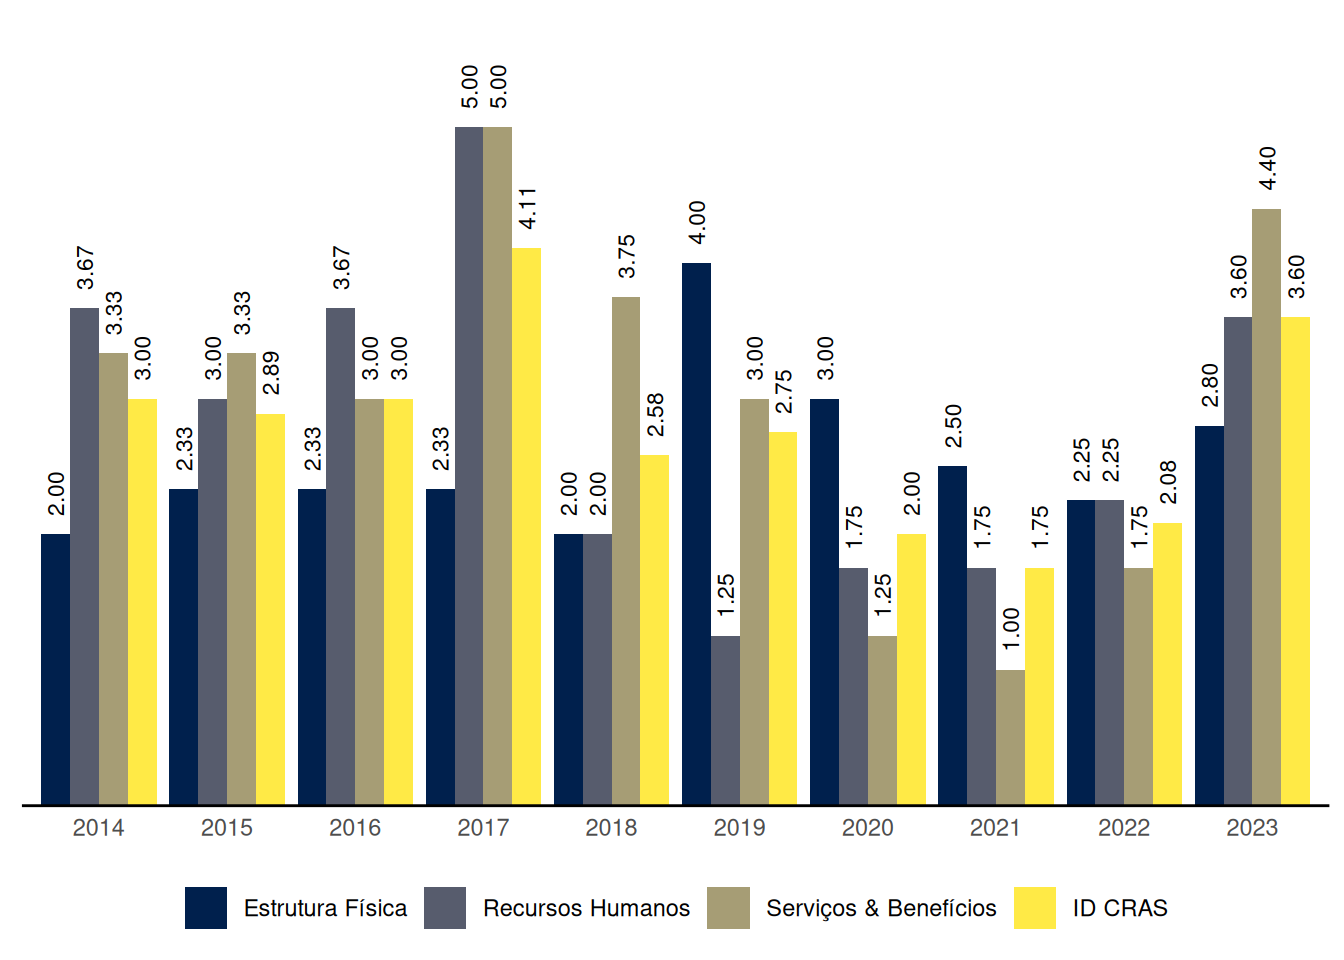 2.00 3.67 3.33 3.00
2.33 3.00 3.33 2.89
2.33 3.67 3.00 3.00
2.33 5.00 5.00 4.11
2.00 2.00 3.75 2.58
4.00 1.25 3.00 2.75
3.00 1.75 1.25 2.00
2.50 1.75 1.00 1.75
2.25 2.25 1.75 2.08
2.80 3.60 4.40 3.60
2014 2015 2016 2017 2018 2019 2020 2021 2022 2023
Estrutura Física Recursos Humanos Serviços & Benefícios ID CRAS